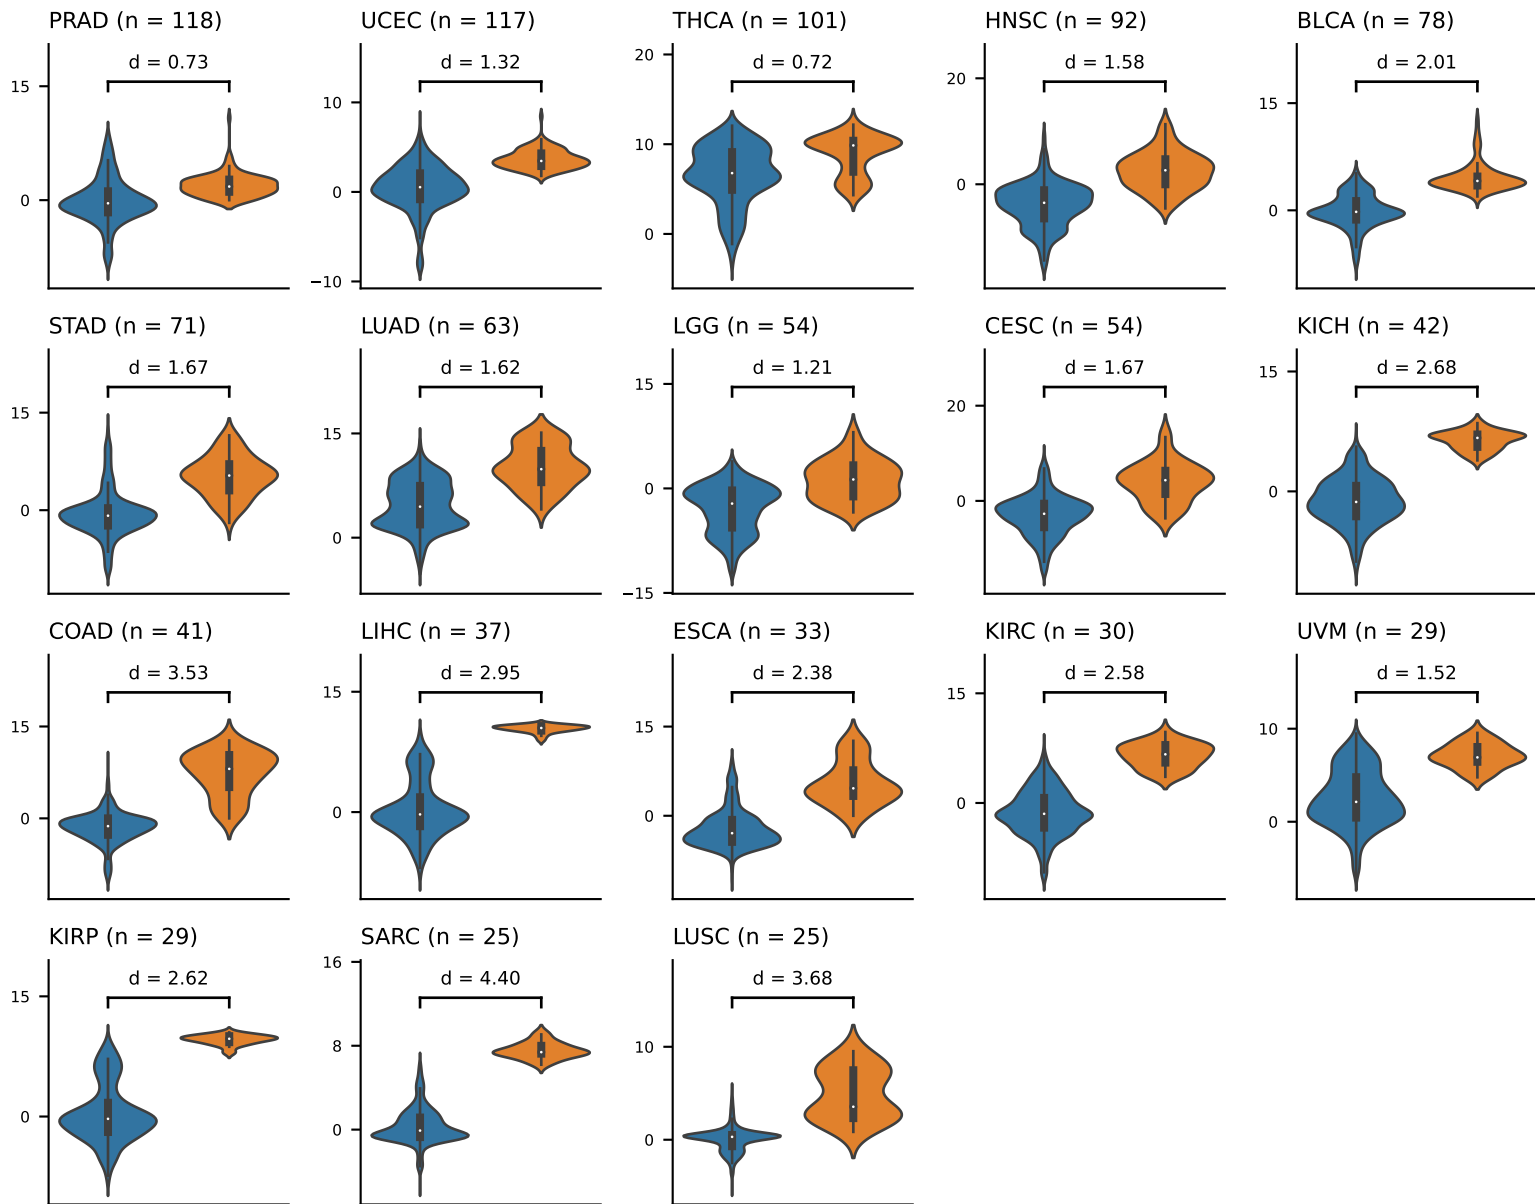 PRAD (n = 118)
d = 0.73
15
0
UCEC (n = 117)
d = 1.32
10
0
−10
THCA (n = 101)
d = 0.72
20
10
0
HNSC (n = 92)
d = 1.58
20
0
BLCA (n = 78)
d = 2.01
15
0
STAD (n = 71)
d = 1.67
15
0
LUAD (n = 63)
d = 1.62
15
0
LGG (n = 54)
d = 1.21
15
0
−15
CESC (n = 54)
d = 1.67
20
0
KICH (n = 42)
d = 2.68
15
0
COAD (n = 41)
d = 3.53
15
0
LIHC (n = 37)
d = 2.95
15
0
ESCA (n = 33)
d = 2.38
15
0
KIRC (n = 30)
d = 2.58
15
0
UVM (n = 29)
d = 1.52
10
0
KIRP (n = 29)
d = 2.62
15
0
SARC (n = 25)
d = 4.40
16
8
0
LUSC (n = 25)
d = 3.68
10
0